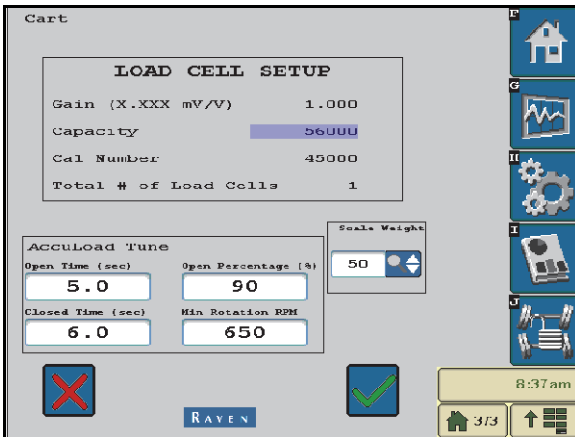 Cart
F
LOAD CELL SETUP
Gain (X.XXX mV/V) 1.000
G
Capacity 56000
Cal Number 45000
H
Total # of Load Cells 1
Scale Weight
I
AccuLoad Tune
50
Open Time (sec) Open Percentage (%)
5.0 90
Closed Time (sec) Min Rotation RPM
6.0 650
J
8:37am
RAVEN
3/3